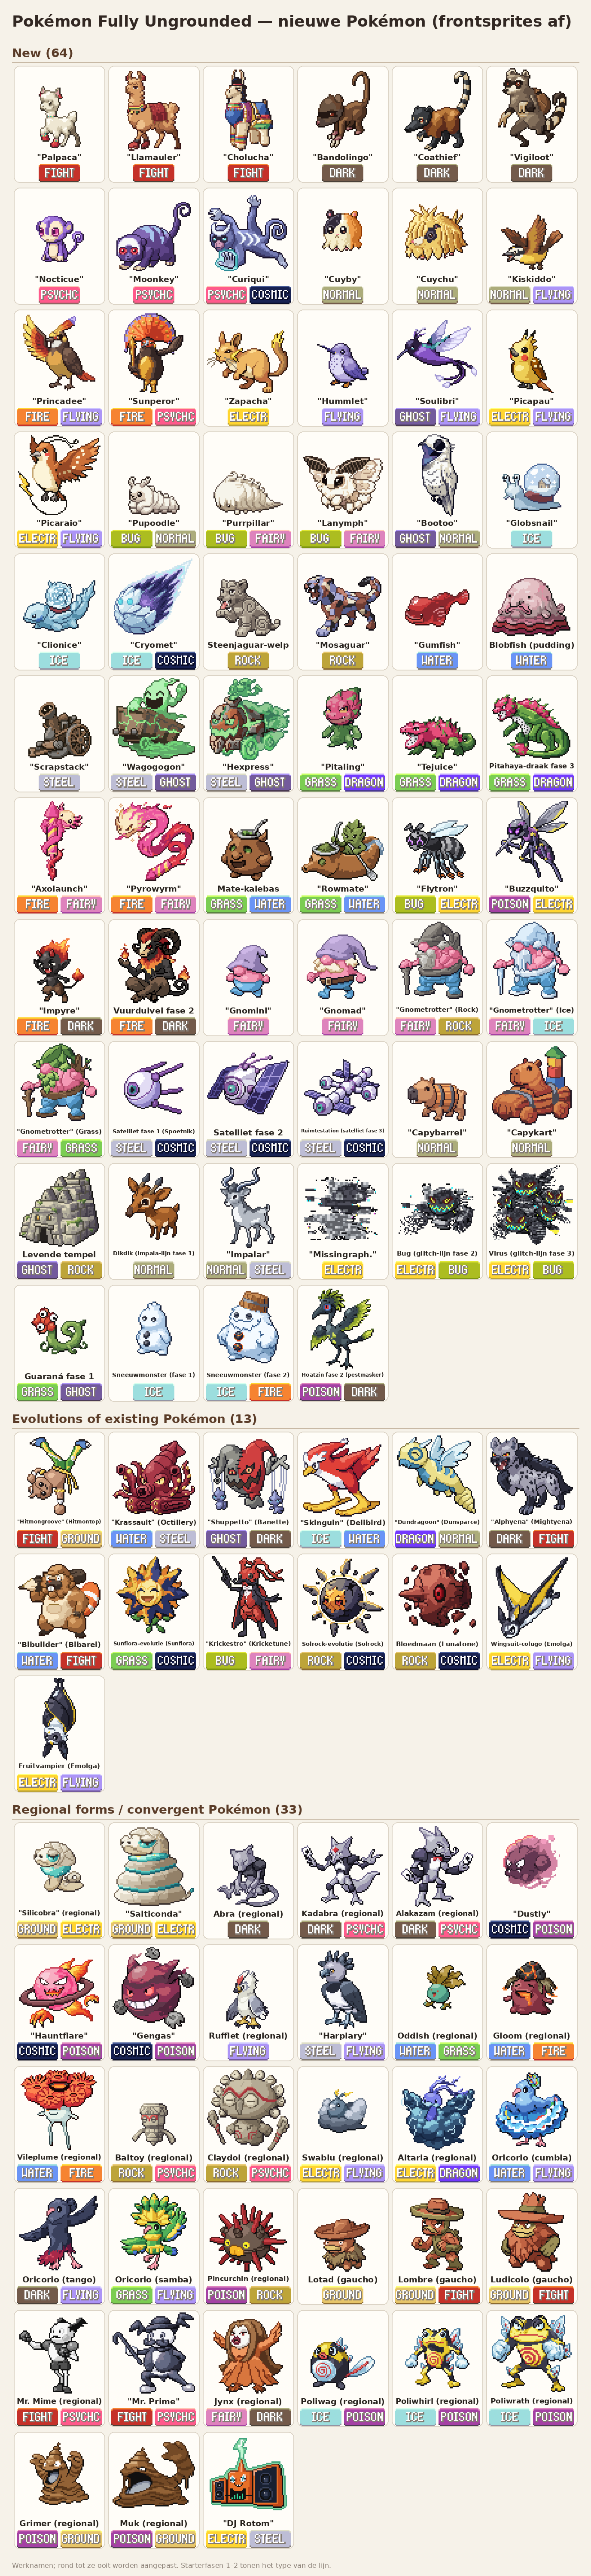 Pokémon Fully Ungrounded — nieuwe Pokémon (frontsprites af)
New (64)
"Palpaca" "Llamauler" "Cholucha" "Bandolingo" "Coathief" "Vigiloot"
FIGHT FIGHT FIGHT DARK DARK DARK
"Nocticue" "Moonkey" "Curiqui" "Cuyby" "Cuychu" "Kiskiddo"
PSYCHC PSYCHC PSYCHC COSMIC NORMAL NORMAL NORMAL FLYING
"Princadee" "Sunperor" "Zapacha" "Hummlet" "Soulibri" "Picapau"
FIRE FLYING FIRE PSYCHC ELECTR FLYING GHOST FLYING ELECTR FLYING
"Picaraio" "Pupoodle" "Purrpillar" "Lanymph" "Bootoo" "Globsnail"
ELECTR FLYING BUG NORMAL BUG FAIRY BUG FAIRY GHOST NORMAL ICE
"Clionice" "Cryomet" Steenjaguar-welp "Mosaguar" "Gumfish" Blobfish (pudding)
ICE ICE COSMIC ROCK ROCK WATER WATER
"Scrapstack" "Wagogogon" "Hexpress" "Pitaling" "Tejuice" Pitahaya-draak fase 3
STEEL STEEL GHOST STEEL GHOST GRASS DRAGON GRASS DRAGON GRASS DRAGON
"Axolaunch" "Pyrowyrm" Mate-kalebas "Rowmate" "Flytron" "Buzzquito"
FIRE FAIRY FIRE FAIRY GRASS WATER GRASS WATER BUG ELECTR POISON ELECTR
"Impyre" Vuurduivel fase 2 "Gnomini" "Gnomad" "Gnometrotter" (Rock) "Gnometrotter" (Ice)
FIRE DARK FIRE DARK FAIRY FAIRY FAIRY ROCK FAIRY ICE
"Gnometrotter" (Grass) Satelliet fase 1 (Spoetnik) Satelliet fase 2 Ruimtestation (satelliet fase 3) "Capybarrel" "Capykart"
FAIRY GRASS STEEL COSMIC STEEL COSMIC STEEL COSMIC NORMAL NORMAL
Levende tempel Dikdik (impala-lijn fase 1) "Impalar" "Missingraph." Bug (glitch-lijn fase 2) Virus (glitch-lijn fase 3)
GHOST ROCK NORMAL NORMAL STEEL ELECTR ELECTR BUG ELECTR BUG
Guaraná fase 1 Sneeuwmonster (fase 1) Sneeuwmonster (fase 2) Hoatzin fase 2 (pestmasker)
GRASS GHOST ICE ICE FIRE POISON DARK
Evolutions of existing Pokémon (13)
"Hitmongroove" (Hitmontop) "Krassault" (Octillery) "Shuppetto" (Banette) "Skinguin" (Delibird) "Dundragoon" (Dunsparce) "Alphyena" (Mightyena)
FIGHT GROUND WATER STEEL GHOST DARK ICE WATER DRAGON NORMAL DARK FIGHT
"Bibuilder" (Bibarel) Sunflora-evolutie (Sunflora) "Krickestro" (Kricketune) Solrock-evolutie (Solrock) Bloedmaan (Lunatone) Wingsuit-colugo (Emolga)
WATER FIGHT GRASS COSMIC BUG FAIRY ROCK COSMIC ROCK COSMIC ELECTR FLYING
Fruitvampier (Emolga)
ELECTR FLYING
Regional forms / convergent Pokémon (33)
"Silicobra" (regional) "Salticonda" Abra (regional) Kadabra (regional) Alakazam (regional) "Dustly"
GROUND ELECTR GROUND ELECTR DARK DARK PSYCHC DARK PSYCHC COSMIC POISON
"Hauntflare" "Gengas" Rufflet (regional) "Harpiary" Oddish (regional) Gloom (regional)
COSMIC POISON COSMIC POISON FLYING STEEL FLYING WATER GRASS WATER FIRE
Vileplume (regional) Baltoy (regional) Claydol (regional) Swablu (regional) Altaria (regional) Oricorio (cumbia)
WATER FIRE ROCK PSYCHC ROCK PSYCHC ELECTR FLYING ELECTR DRAGON WATER FLYING
Oricorio (tango) Oricorio (samba) Pincurchin (regional) Lotad (gaucho) Lombre (gaucho) Ludicolo (gaucho)
DARK FLYING GRASS FLYING POISON ROCK GROUND GROUND FIGHT GROUND FIGHT
Mr. Mime (regional) "Mr. Prime" Jynx (regional) Poliwag (regional) Poliwhirl (regional) Poliwrath (regional)
FIGHT PSYCHC FIGHT PSYCHC FAIRY DARK ICE POISON ICE POISON ICE POISON
Grimer (regional) Muk (regional) "DJ Rotom"
POISON GROUND POISON GROUND ELECTR STEEL
Werknamen; rond tot ze ooit worden aangepast. Starterfasen 1–2 tonen het type van de lijn.